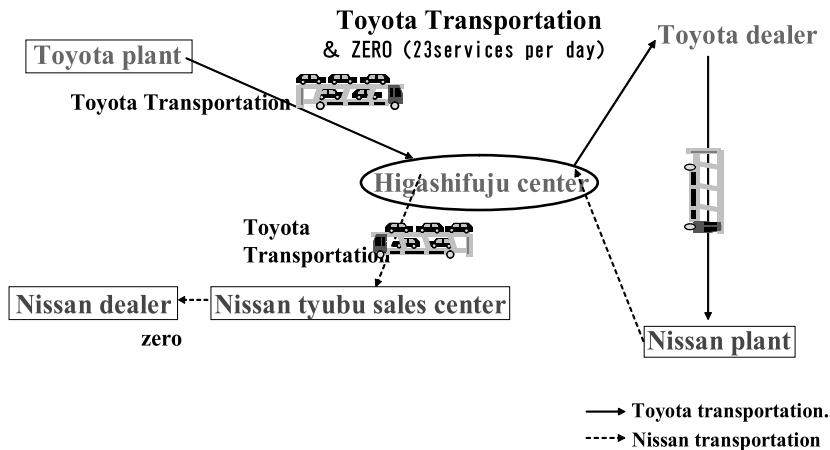 Toyota Transportation
& ZERO (23services per day)
Toyota plant
Toyota dealer
Toyota Transportation
Higashifuju center
Toyota
Transportation
Nissan dealer
Nissan tyubu sales center
zero
Nissan plant
Toyota transportation.
Nissan transportation